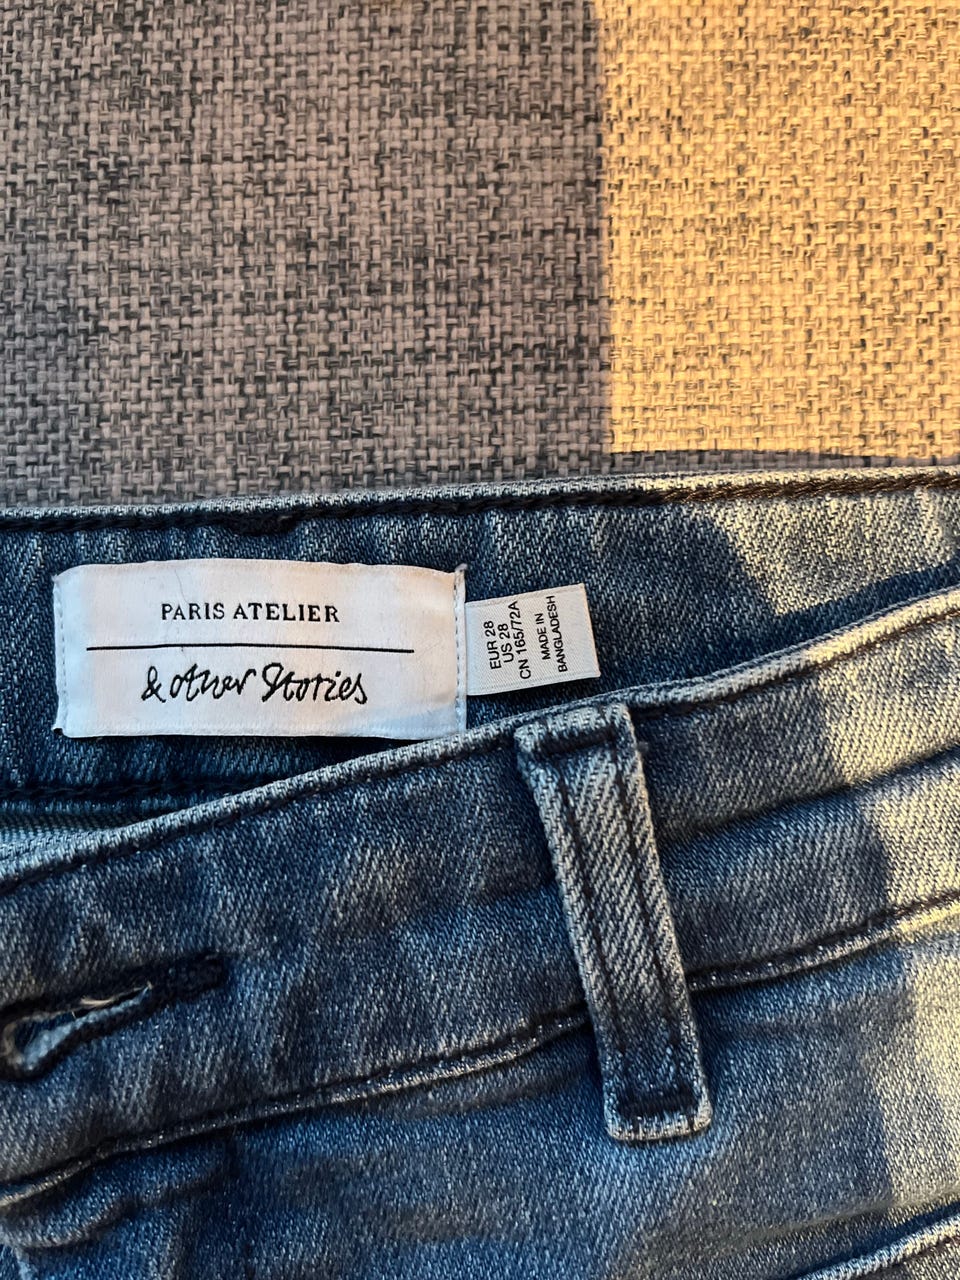 PARIS ATELIER
& other Stories
EUR 28
US 28
CN 165/72A
MADE IN
BANGLADESH